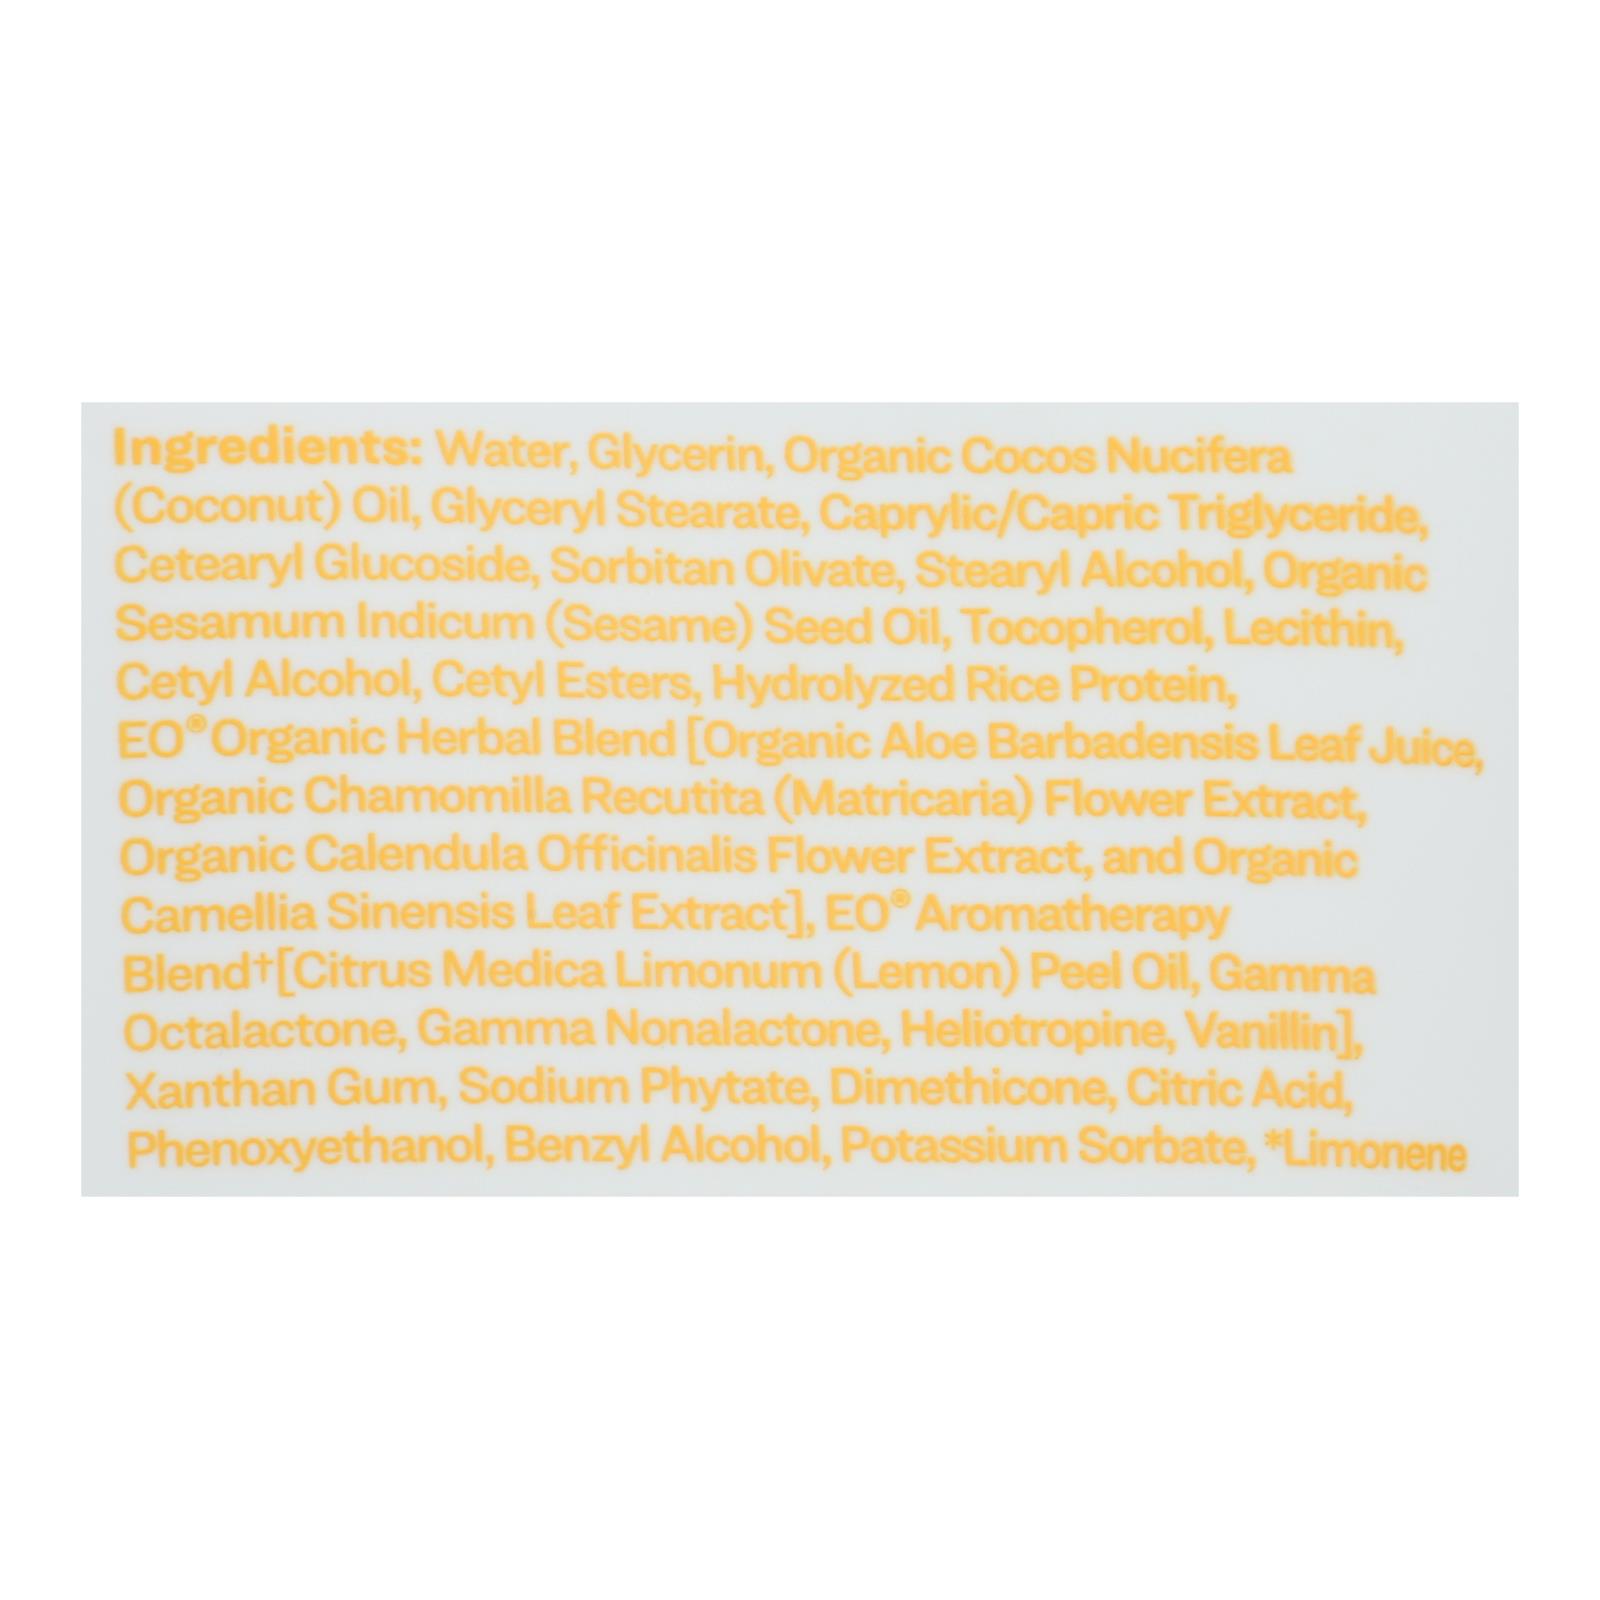 Ingredients: Water, Glycerin, Organic Cocos Nucifera
(Coconut) Oil, Glyceryl Stearate, Caprylic/Capric Triglyceride,
Cetearyl Glucoside, Sorbitan Olivate, Stearyl Alcohol, Organic
Sesamum Indicum (Sesame) Seed Oil, Tocopherol, Lecithin,
Cetyl Alcohol, Cetyl Esters, Hydrolyzed Rice Protein,
EO® Organic Herbal Blend [Organic Aloe Barbadensis Leaf Juice,
Organic Chamomilla Recutita (Matricaria) Flower Extract,
Organic Calendula Officinalis Flower Extract, and Organic
Camellia Sinensis Leaf Extract], EO® Aromatherapy
Blend†[Citrus Medica Limonum (Lemon) Peel Oil, Gamma
Octalactone, Gamma Nonalactone, Heliotropine, Vanillin],
Xanthan Gum, Sodium Phytate, Dimethicone, Citric Acid,
Phenoxyethanol, Benzyl Alcohol, Potassium Sorbate, *Limonene